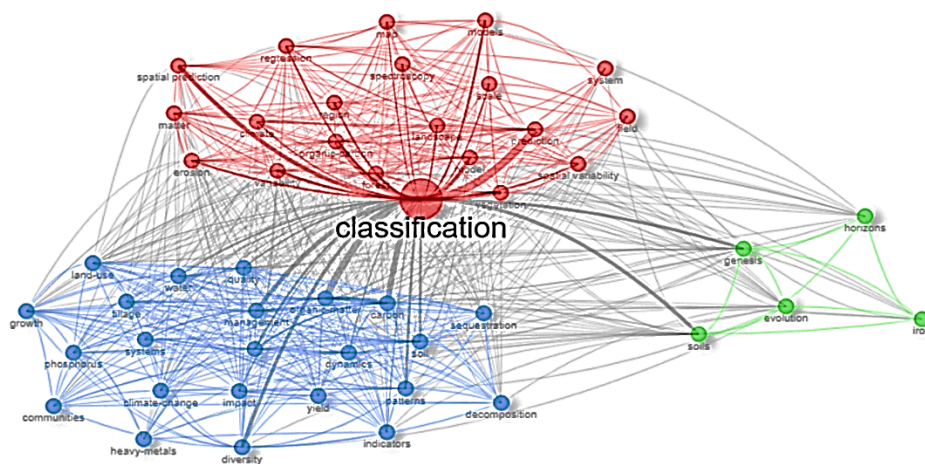 map
models
regression
spatial prediction
spectroscopy
system
scale
region
matter
climate
landscape
prediction
field
organic-carbon
erosion
model
variability
forest
spatial variability
vegetation
classification
horizons
genesis
land-use
quality
water
growth
tillage
organic-matter
carbon
management
sequestration
evolution
iron
soils
systems
soil
phosphorus
dynamics
climate-change
impact
yield
patterns
communities
decomposition
heavy-metals
diversity
indicators